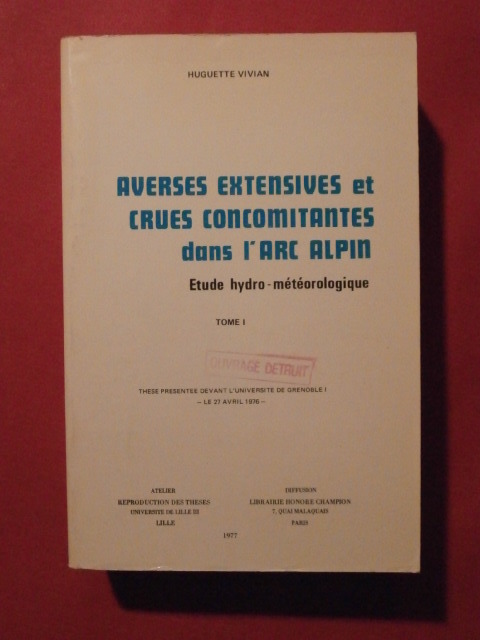 HUGUETTE VIVIAN
AVERSES EXTENSIVES et
CRUES CONCOMITANTES
dans l'ARC ALPIN
Etude hydro-météorologique
TOME I
OUVRAGE DETRUIT
THESE PRESENTEE DEVANT L'UNIVERSITE DE GRENOBLE I
– LE 27 AVRIL 1976 –
ATELIER
REPRODUCTION DES THESES
UNIVERSITE DE LILLE III
LILLE
DIFFUSION
LIBRAIRIE HONORE CHAMPION
7, QUAI MALAQUAIS
PARIS
1977